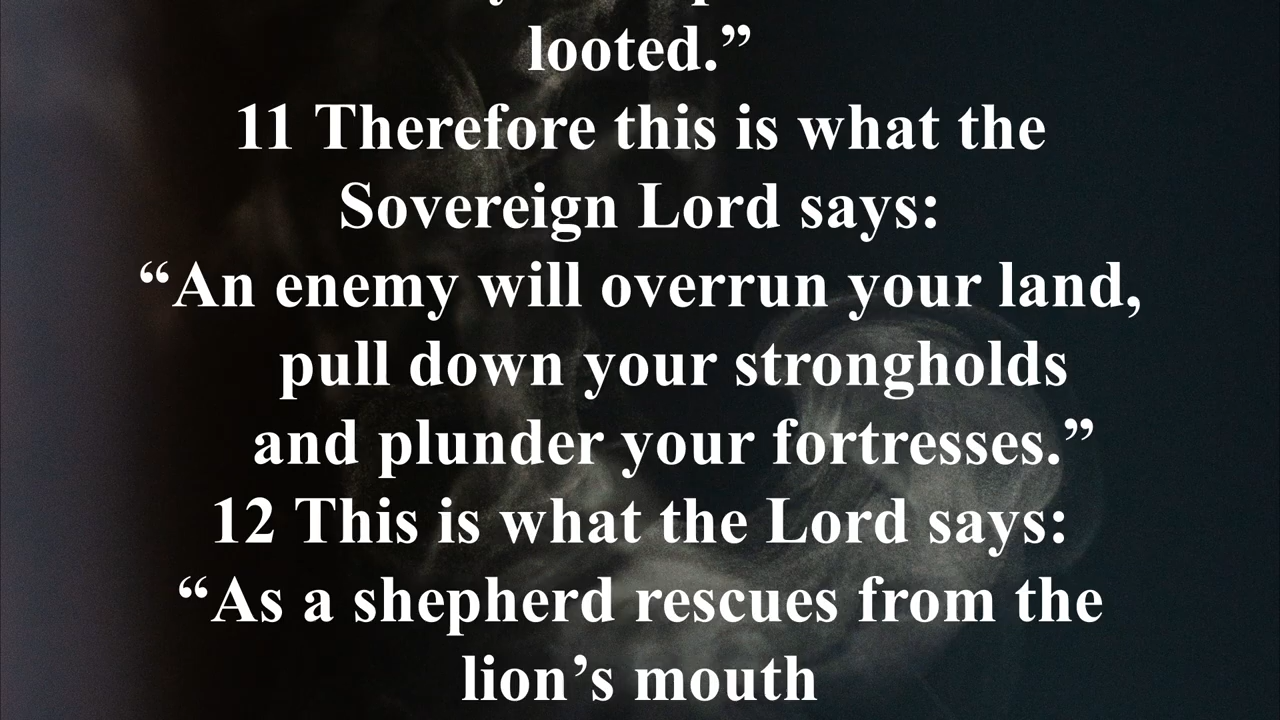 looted.”
11 Therefore this is what the
Sovereign Lord says:
“An enemy will overrun your land,
pull down your strongholds
and plunder your fortresses.”
12 This is what the Lord says:
“As a shepherd rescues from the
lion’s mouth